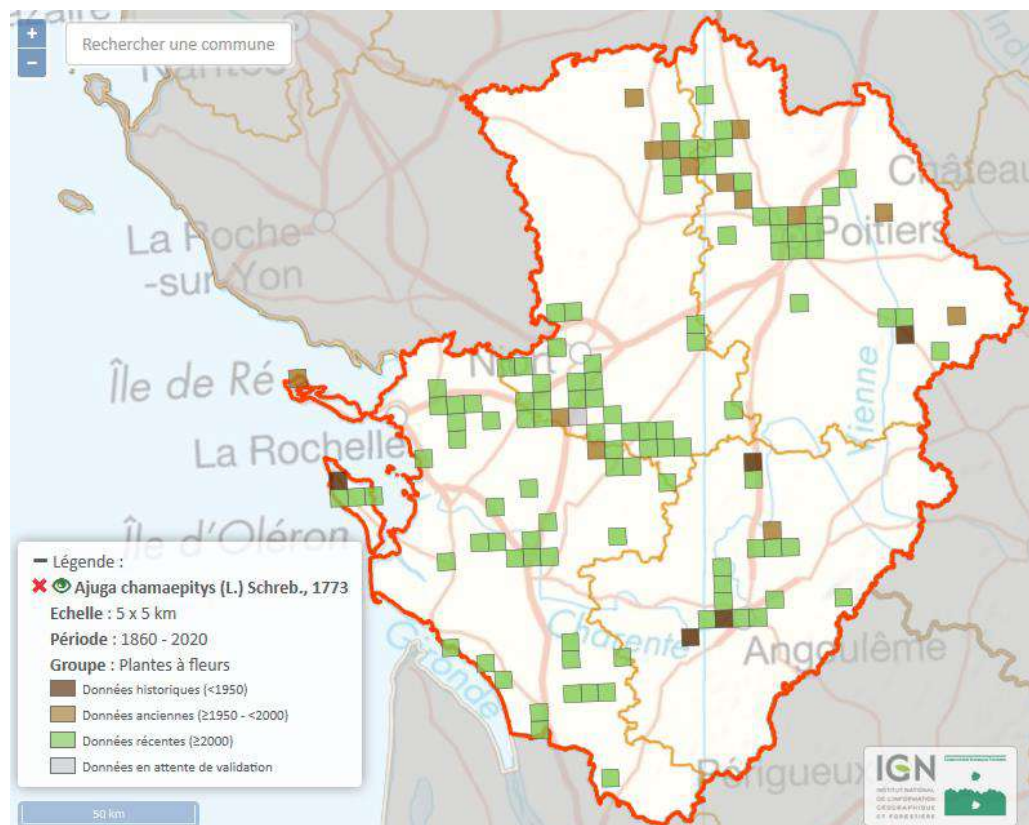 +
Rechercher une commune
−
Nantes
Château
La Roche-
-sur Yon
Poitiers
Niort
Île de Ré
Vienne
La Rochelle
Île d'Oléron
− Légende :
Ajuga chamaepitys (L.) Schreb., 1773
Echelle : 5 x 5 km
Période : 1860 - 2020
Groupe : Plantes à fleurs
Données historiques (<1950)
Données anciennes (≥1950 - <2000)
Données récentes (≥2000)
Données en attente de validation
Gironde
Charente
Angoulême
Périgueux
IGN
INSTITUT NATIONAL
DE L'INFORMATION
GÉOGRAPHIQUE
ET FORESTIÈRE
50 km